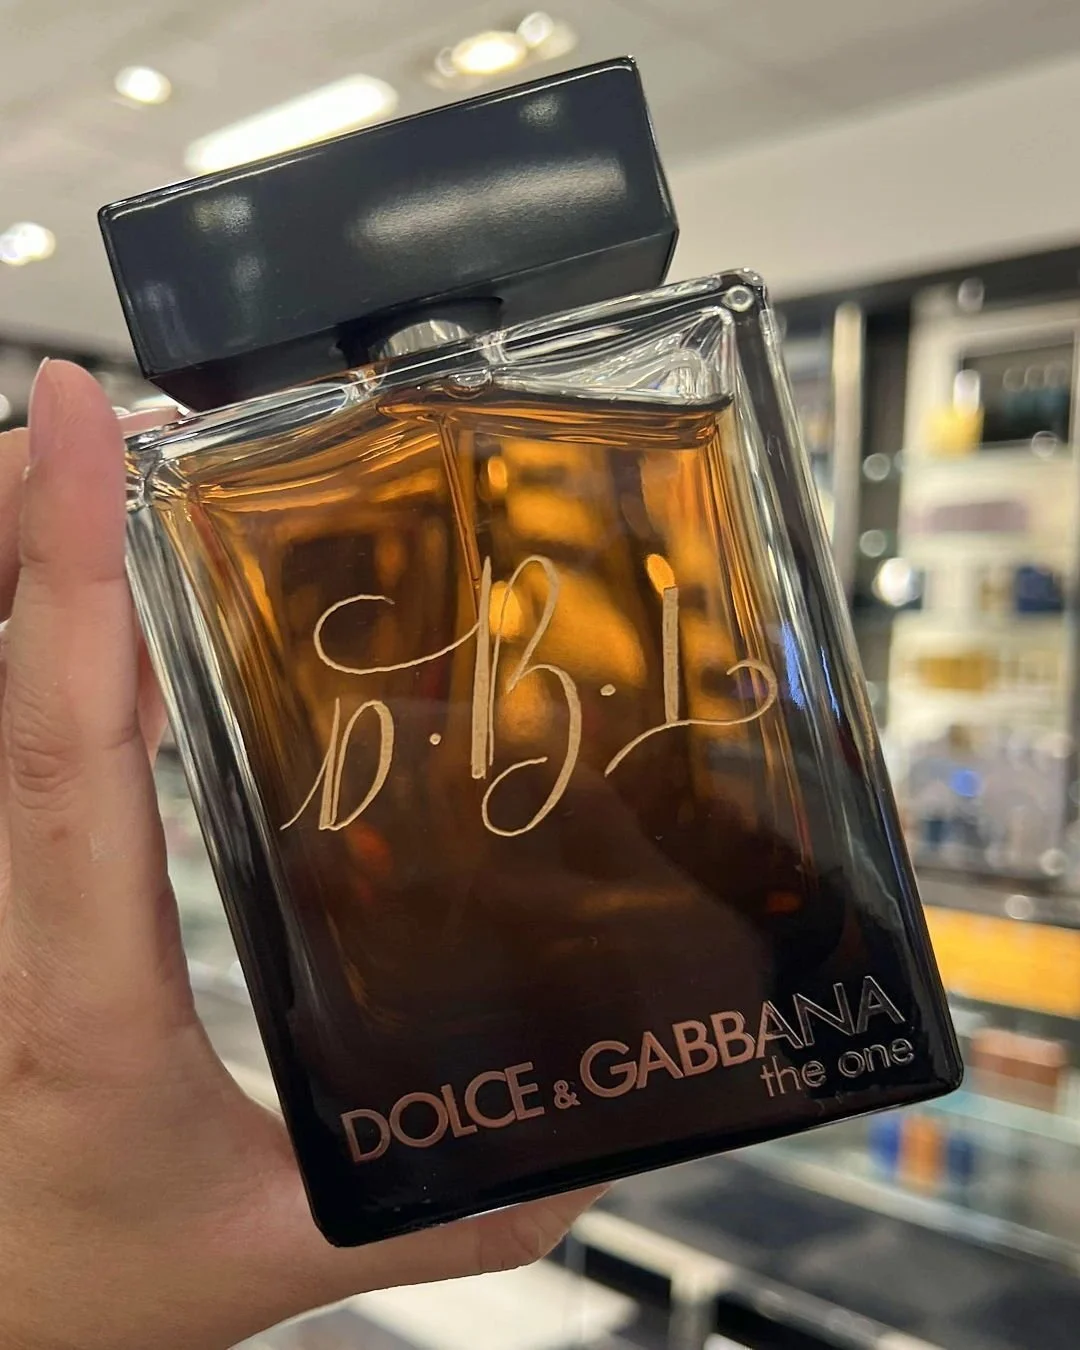 D.B.L
DOLCE & GABBANA
the one